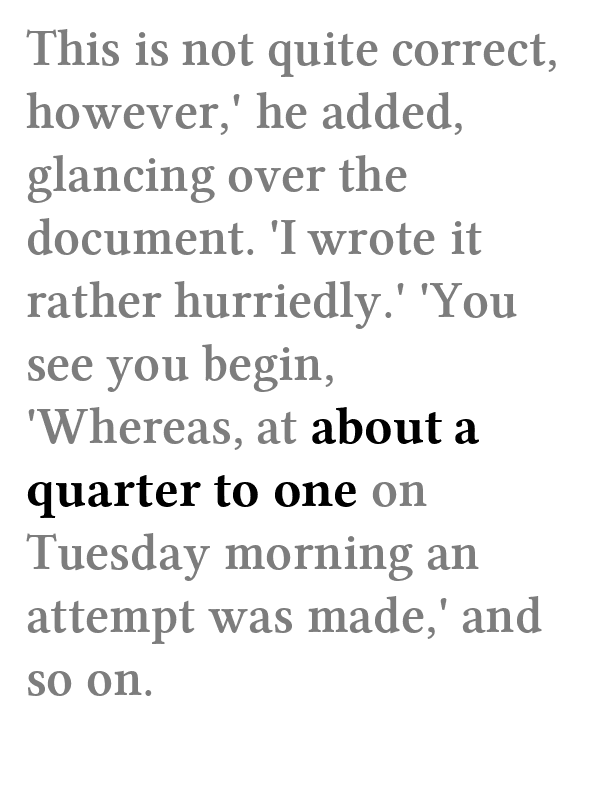 This is not quite correct,
however,' he added,
glancing over the
document. 'I wrote it
rather hurriedly.' 'You
see you begin,
'Whereas, at about a
quarter to one on
Tuesday morning an
attempt was made,' and
so on.